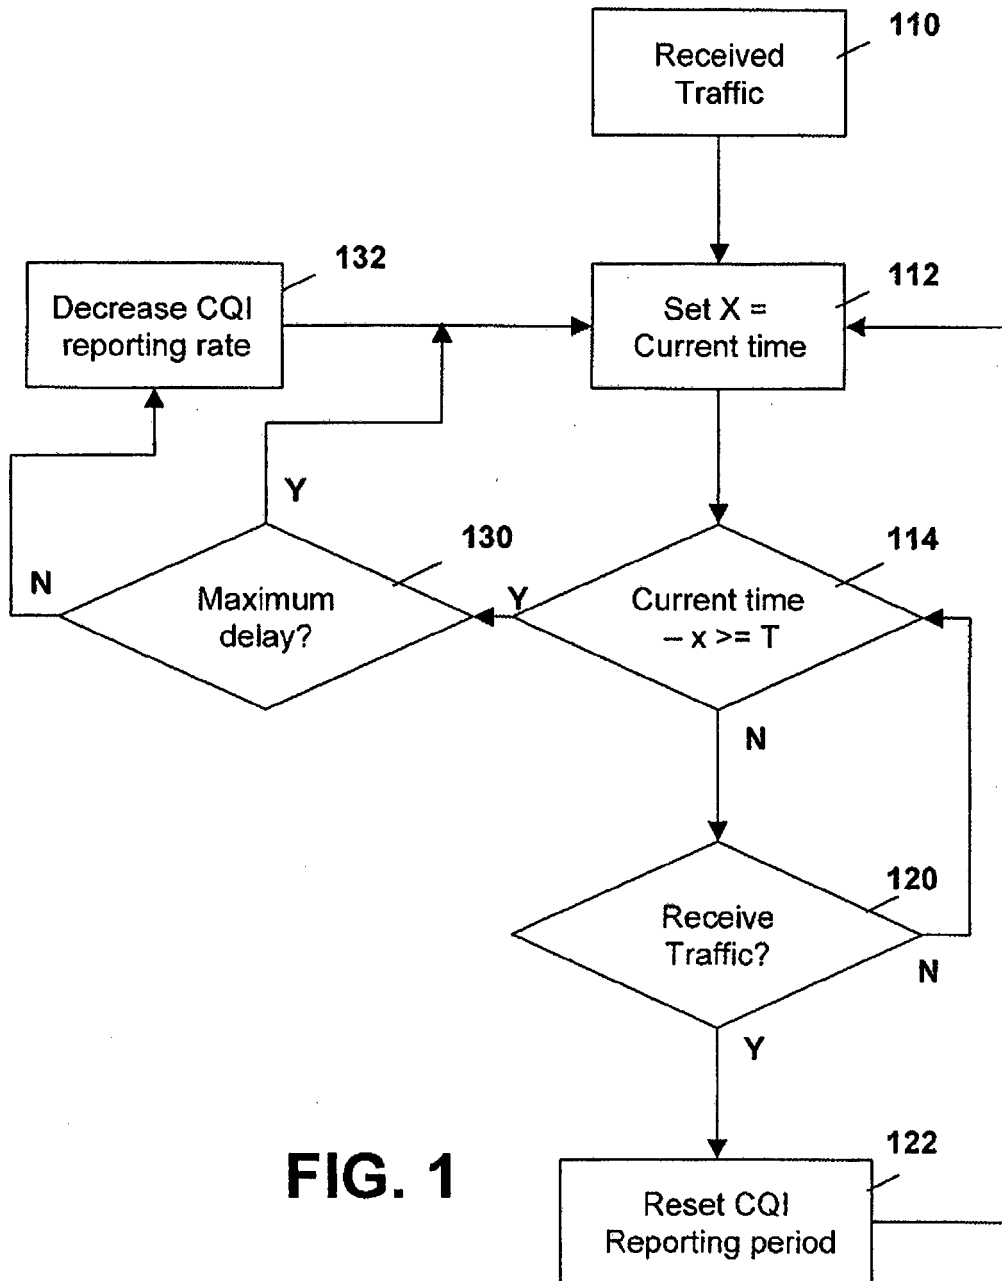 110
Received
Traffic
132
Decrease CQI
reporting rate
112
Set X =
Current time
Y
130
Maximum
delay?
N
Y
114
Current time
– x >= T
N
120
Receive
Traffic?
N
Y
122
Reset CQI
Reporting period
FIG. 1